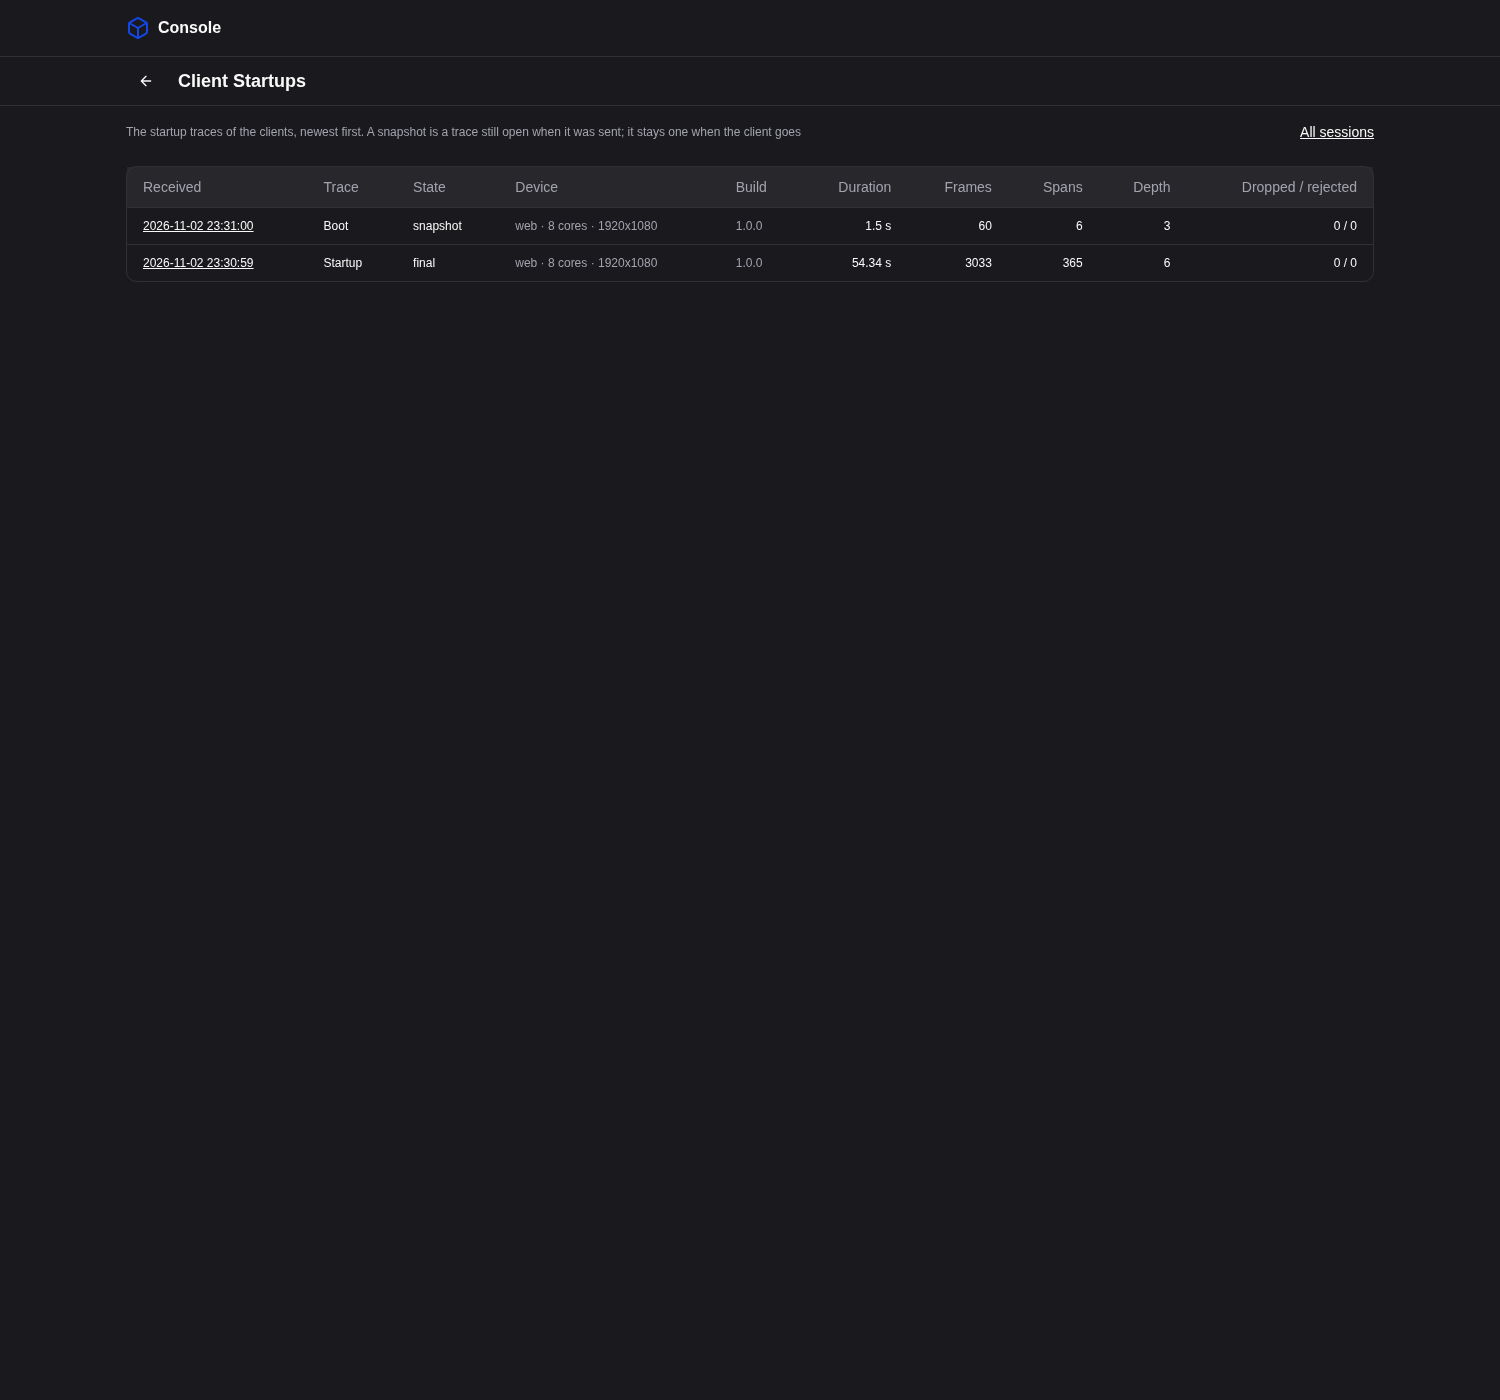 Console
Client Startups
The startup traces of the clients, newest first. A snapshot is a trace still open when it was sent; it stays one when the client goes
All sessions
Received Trace State Device Build Duration Frames Spans Depth Dropped / rejected
2026-11-02 23:31:00 Boot snapshot web · 8 cores · 1920x1080 1.0.0 1.5 s 60 6 3 0 / 0
2026-11-02 23:30:59 Startup final web · 8 cores · 1920x1080 1.0.0 54.34 s 3033 365 6 0 / 0